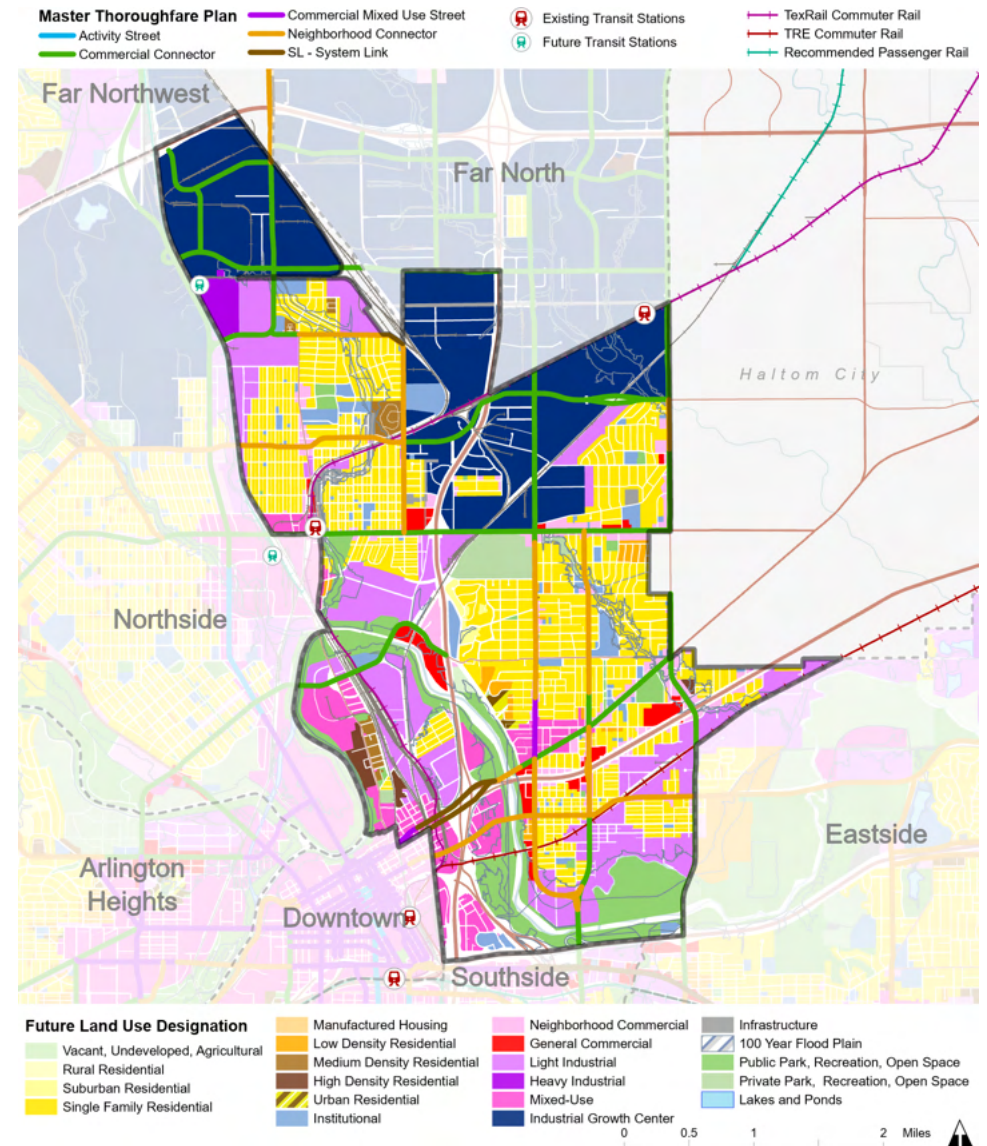 Master Thoroughfare Plan
Activity Street
Commercial Connector
Commercial Mixed Use Street
Neighborhood Connector
SL - System Link
Existing Transit Stations
Future Transit Stations
TexRail Commuter Rail
TRE Commuter Rail
Recommended Passenger Rail
Far Northwest
Far North
Haltom City
Northside
Eastside
Arlington
Heights
Downtown
Southside
Future Land Use Designation
Vacant, Undeveloped, Agricultural
Rural Residential
Suburban Residential
Single Family Residential
Manufactured Housing
Low Density Residential
Medium Density Residential
High Density Residential
Urban Residential
Institutional
Neighborhood Commercial
General Commercial
Light Industrial
Heavy Industrial
Mixed-Use
Industrial Growth Center
Infrastructure
100 Year Flood Plain
Public Park, Recreation, Open Space
Private Park, Recreation, Open Space
Lakes and Ponds
0 0.5 1 2 Miles